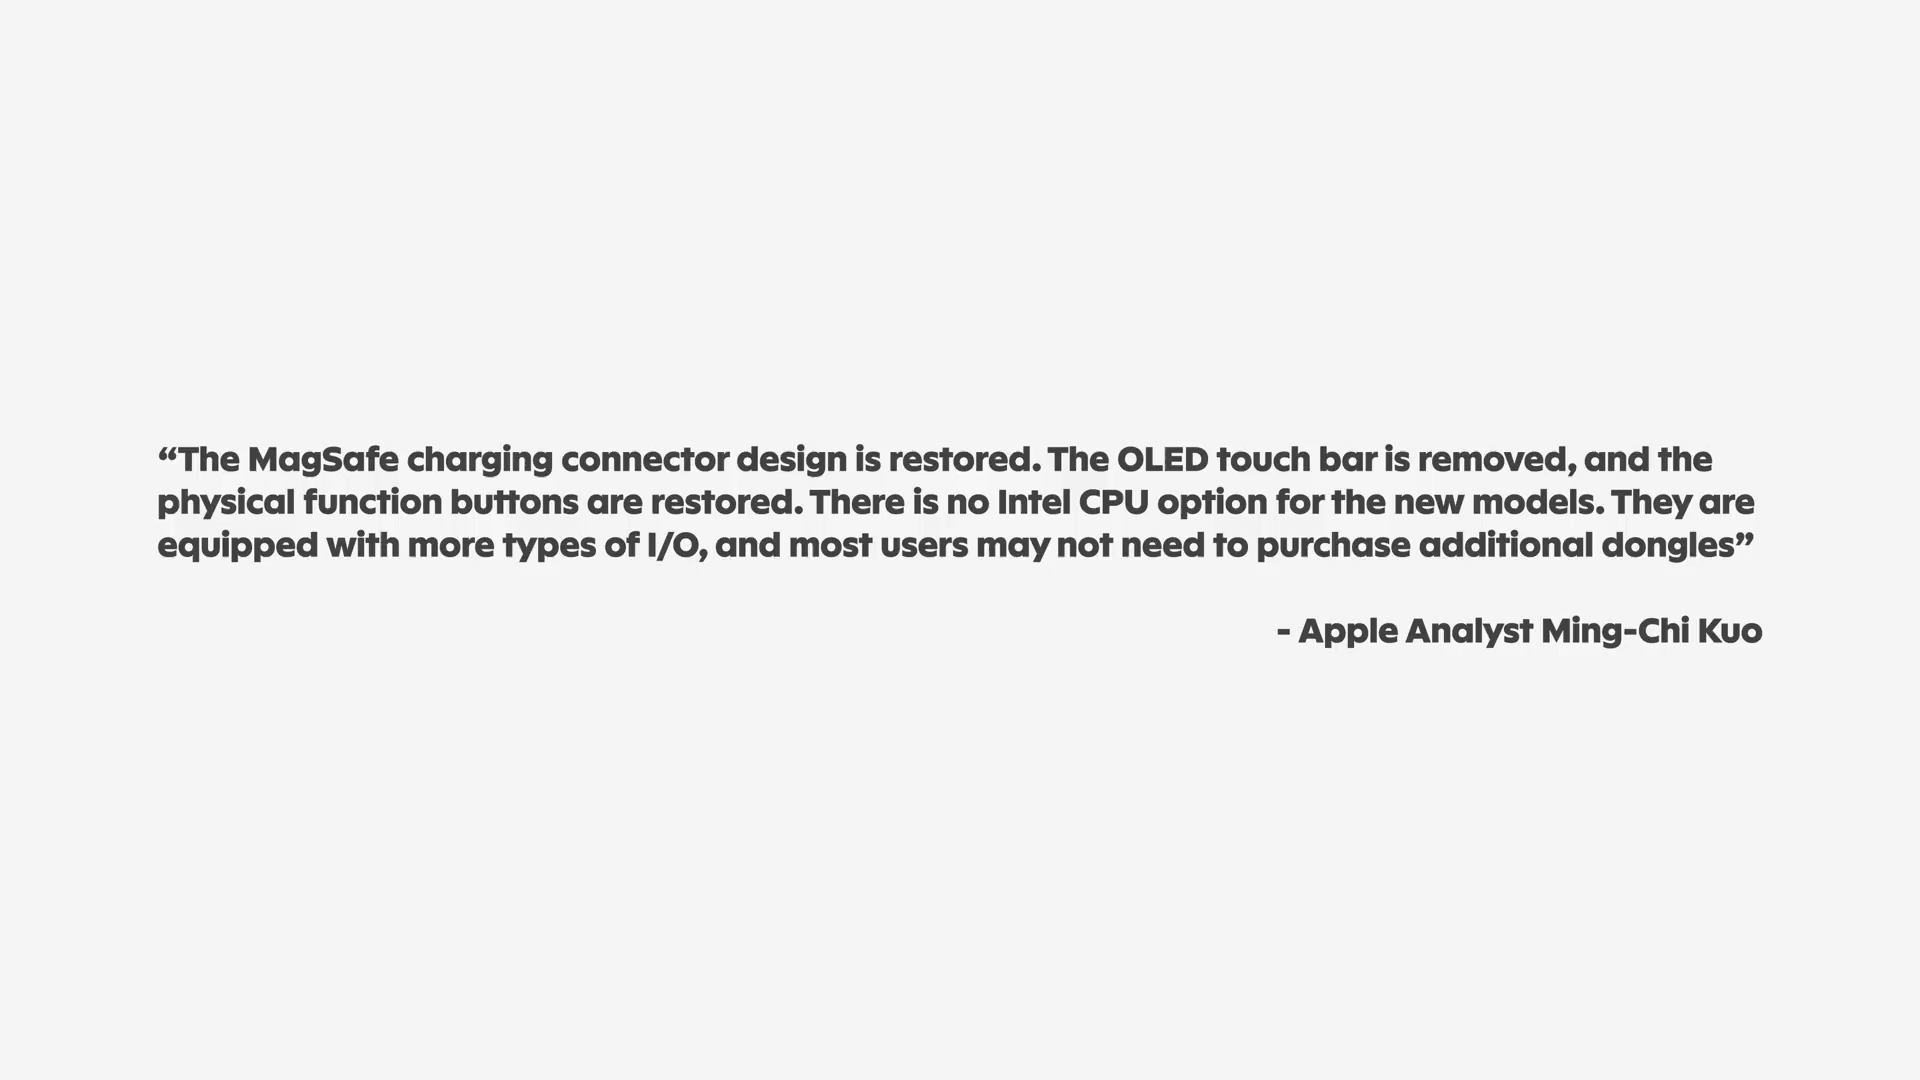 “The MagSafe charging connector design is restored. The OLED touch bar is removed, and the
physical function buttons are restored. There is no Intel CPU option for the new models. They are
equipped with more types of I/O, and most users may not need to purchase additional dongles”
- Apple Analyst Ming-Chi Kuo